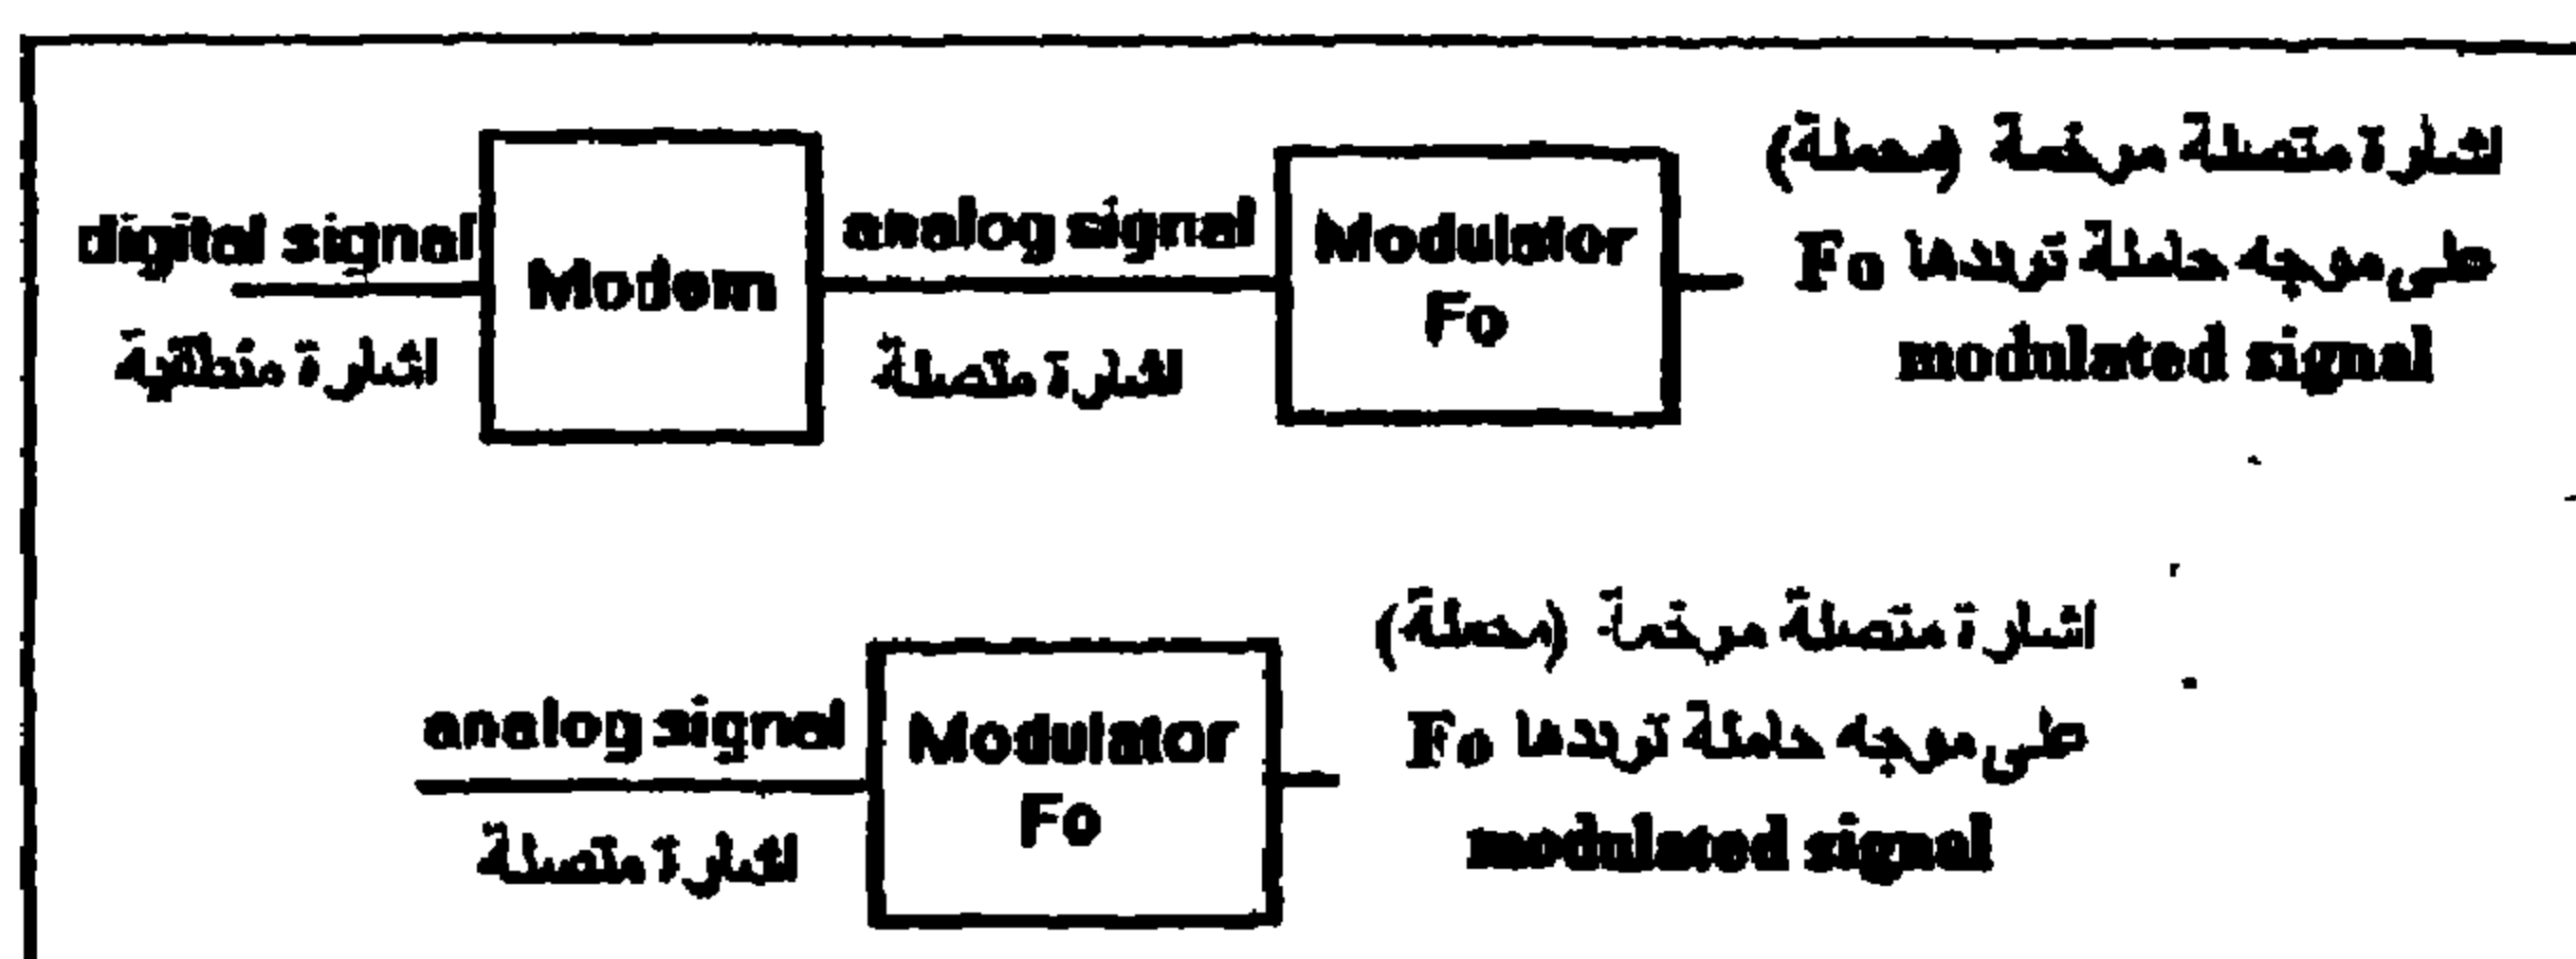 digital signal
اشارة منطقية
Modem
analog signal
اشارة متصلة
Modulator
Fo
اشارة متصلة مرخمة (محملة)
على موجه حاملة ترددها Fo
modulated signal
analog signal
اشارة متصلة
Modulator
Fo
اشارة متصلة مرخمة (محملة)
على موجه حاملة ترددها Fo
modulated signal